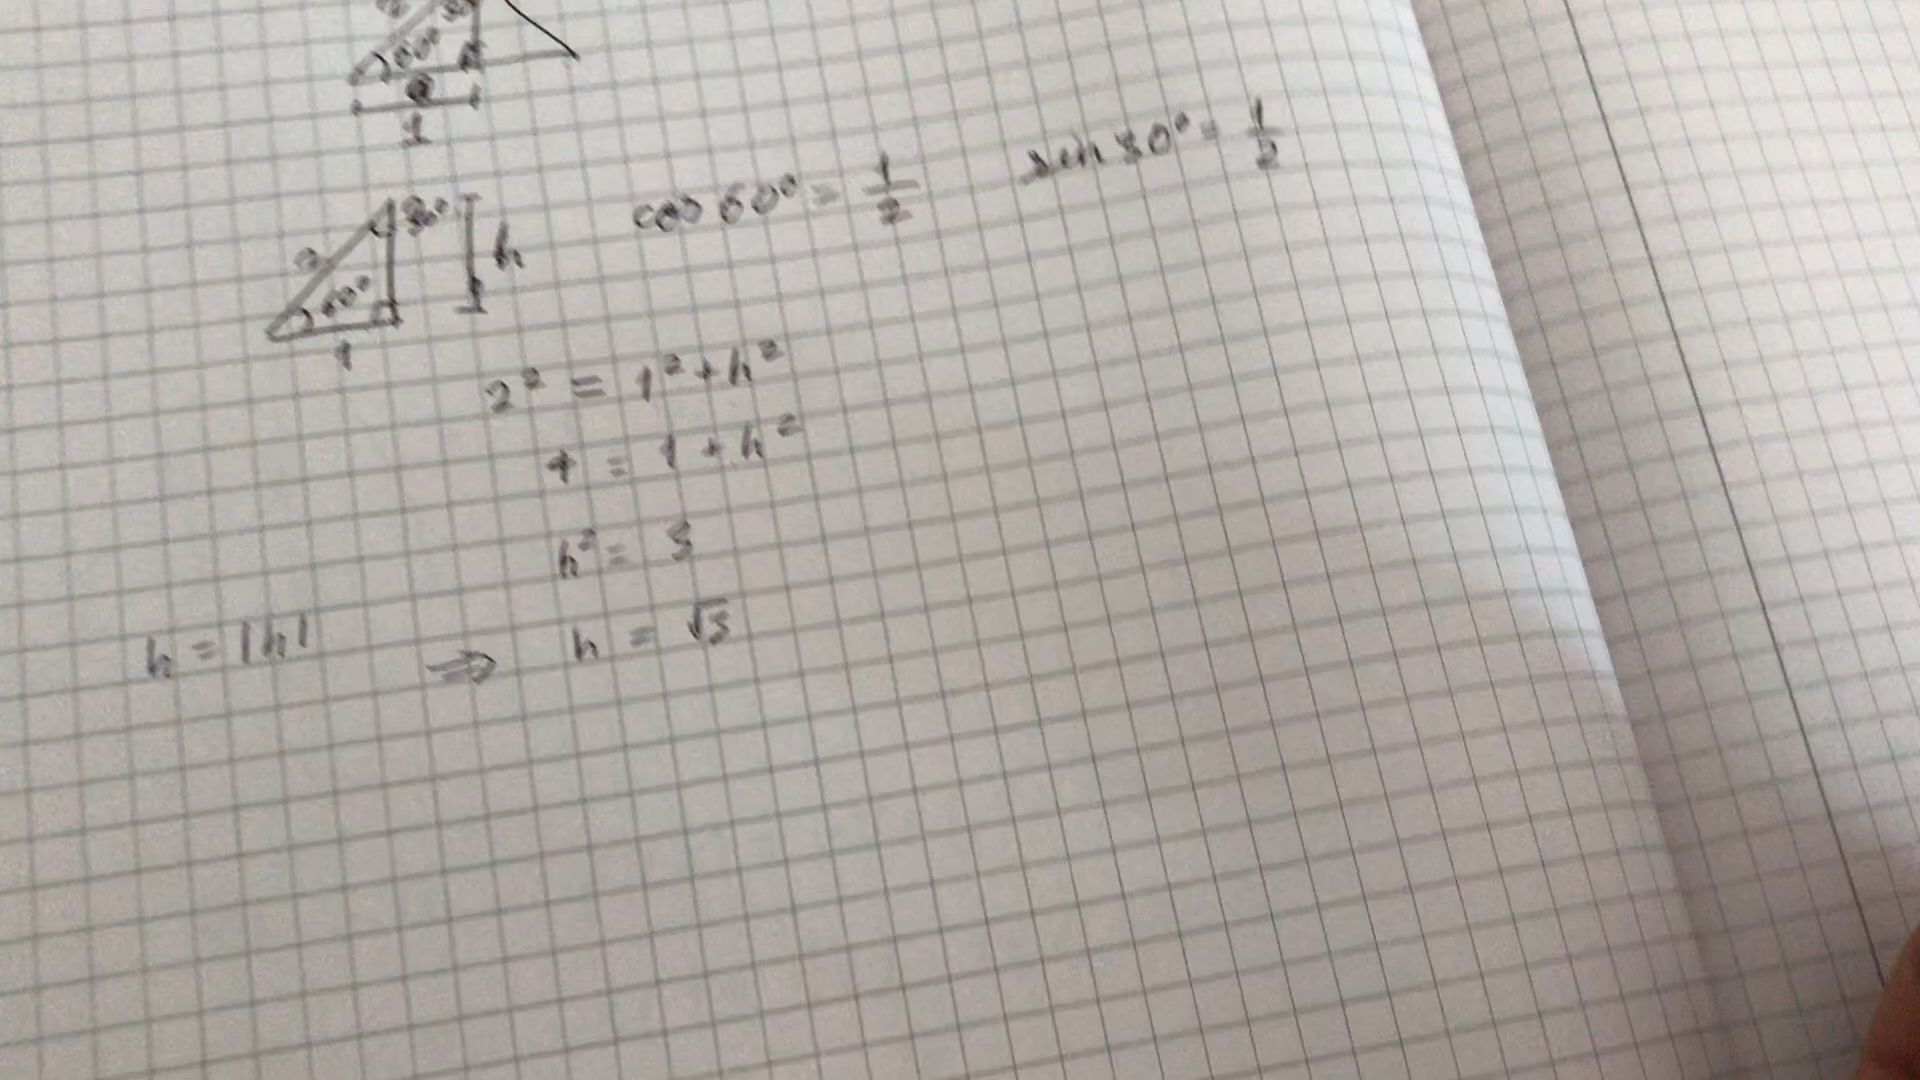 60°
a
1
30°
h
2
60°
1
cos 60° = 1/2    sen 30° = 1/2
2² = 1² + h²
4 = 1 + h²
h² = 3
h = |h| ⇒ h = √3